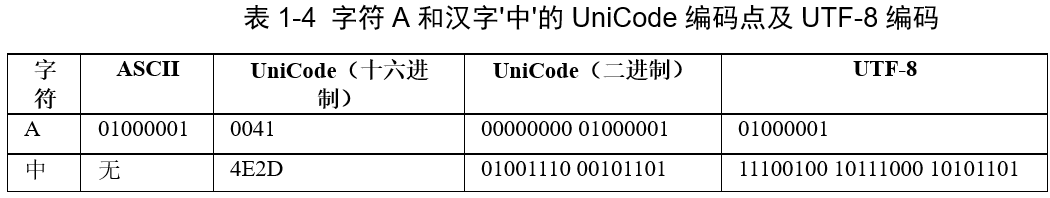 表 1-4 字符 A 和汉字'中'的 UniCode 编码点及 UTF-8 编码
字符 ASCII UniCode（十六进制） UniCode（二进制） UTF-8
A 01000001 0041 00000000 01000001 01000001
中 无 4E2D 01001110 00101101 11100100 10111000 10101101